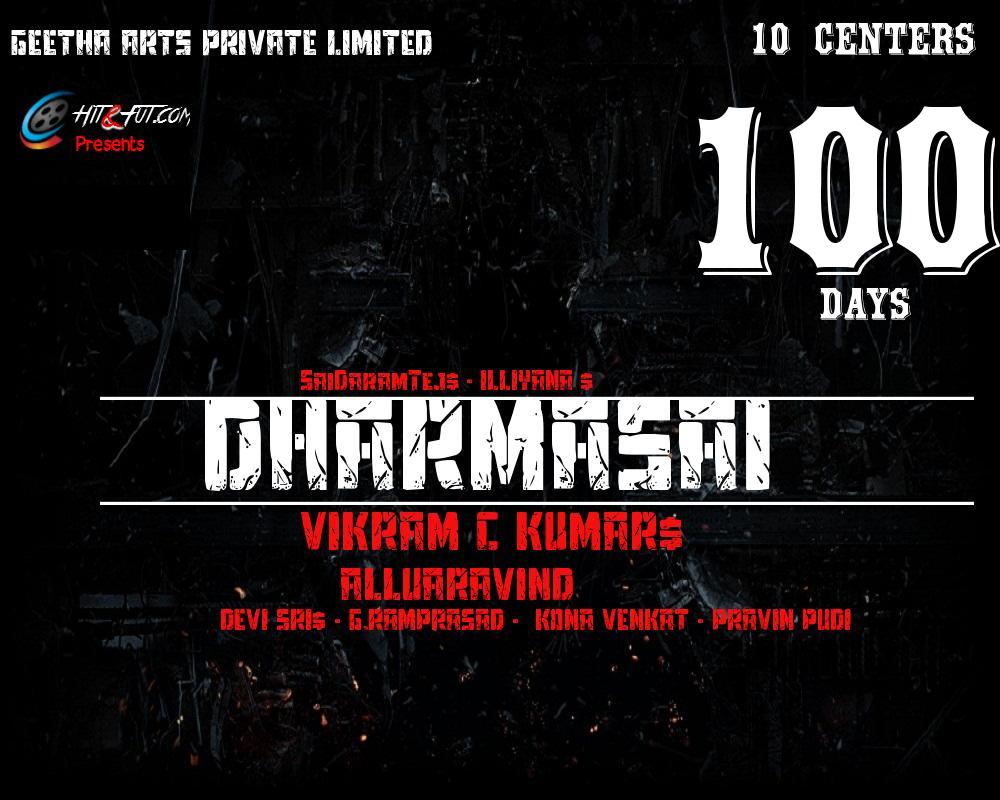 GEETHA ARTS PRIVATE LIMITED
10 CENTERS
HIT&FUT.COM
Presents
100
DAYS
SaiDaramTej$ - ILLIYANA $
DHARMASAI
VIKRAM C KUMAR$
ALLUARAVIND
DEVI SRI$ - G.RAMPRASAD - KONA VENKAT - PRAVIN PUDI